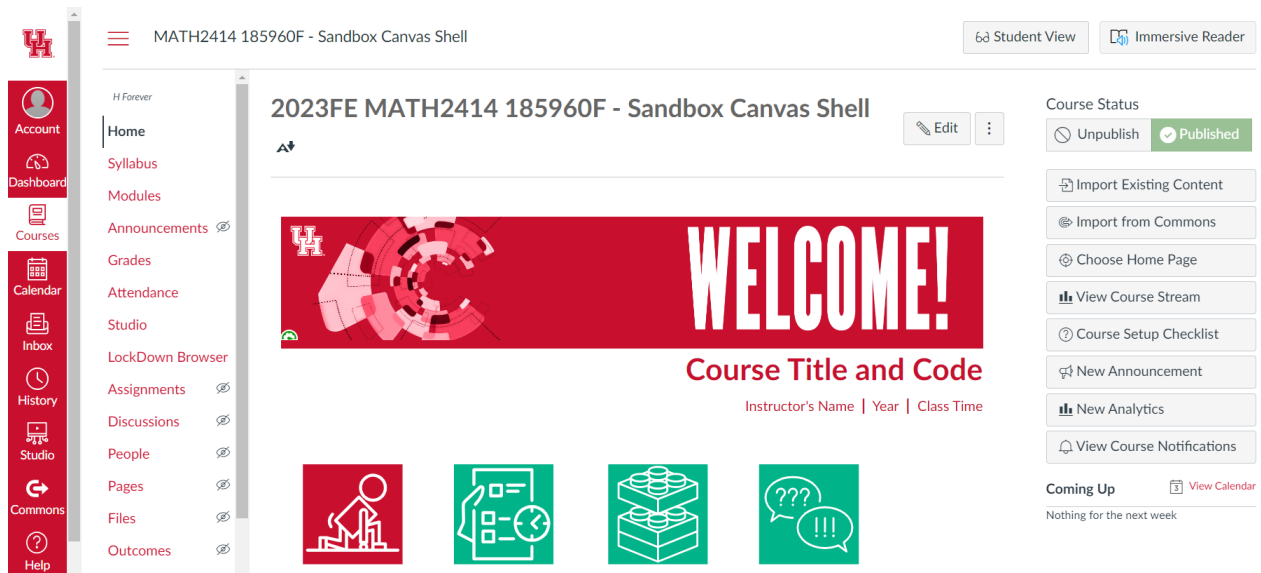 UH
Account
Dashboard
Courses
Calendar
Inbox
History
Studio
Commons
Help
MATH2414 185960F - Sandbox Canvas Shell
Student View
Immersive Reader
H Forever
Home
Syllabus
Modules
Announcements
Grades
Attendance
Studio
LockDown Browser
Assignments
Discussions
People
Pages
Files
Outcomes
2023FE MATH2414 185960F - Sandbox Canvas Shell
Edit
A
UH
WELCOME!
Course Title and Code
Instructor's Name | Year | Class Time
???
!!!
Course Status
Unpublish
Published
Import Existing Content
Import from Commons
Choose Home Page
View Course Stream
? Course Setup Checklist
New Announcement
New Analytics
View Course Notifications
Coming Up
3 View Calendar
Nothing for the next week